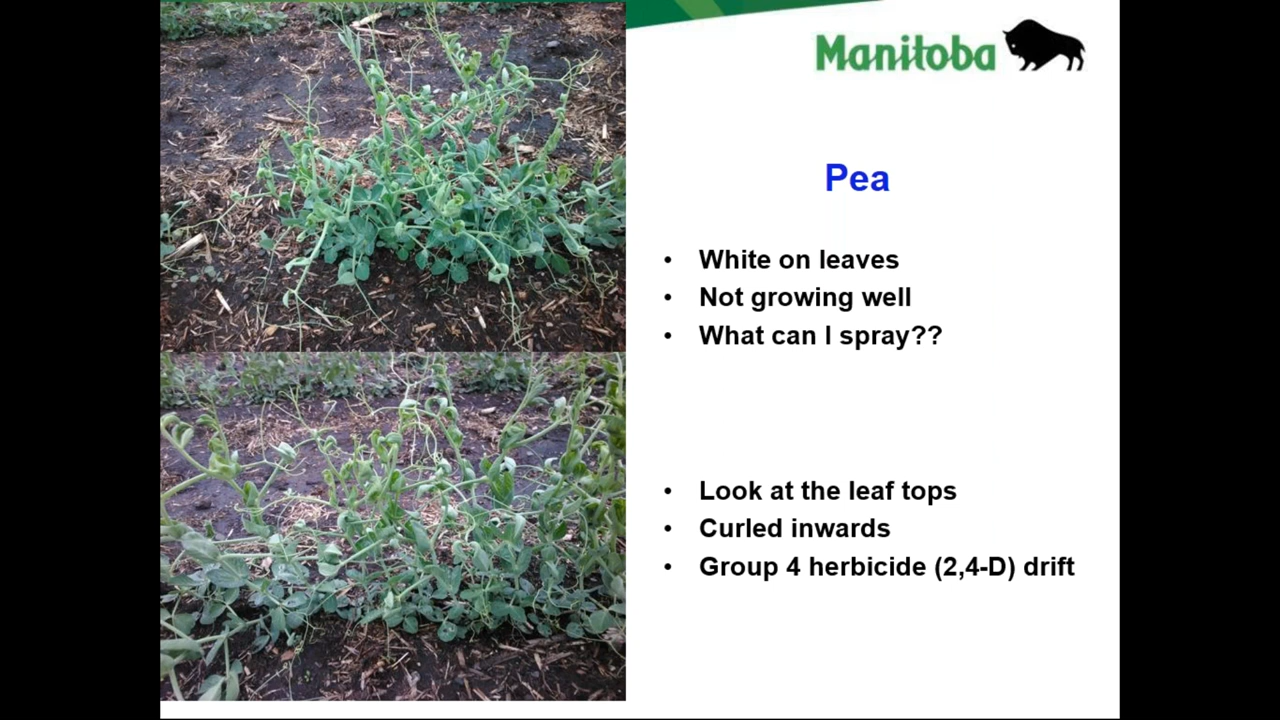 Manitoba
Pea
• White on leaves
• Not growing well
• What can I spray??
• Look at the leaf tops
• Curled inwards
• Group 4 herbicide (2,4-D) drift